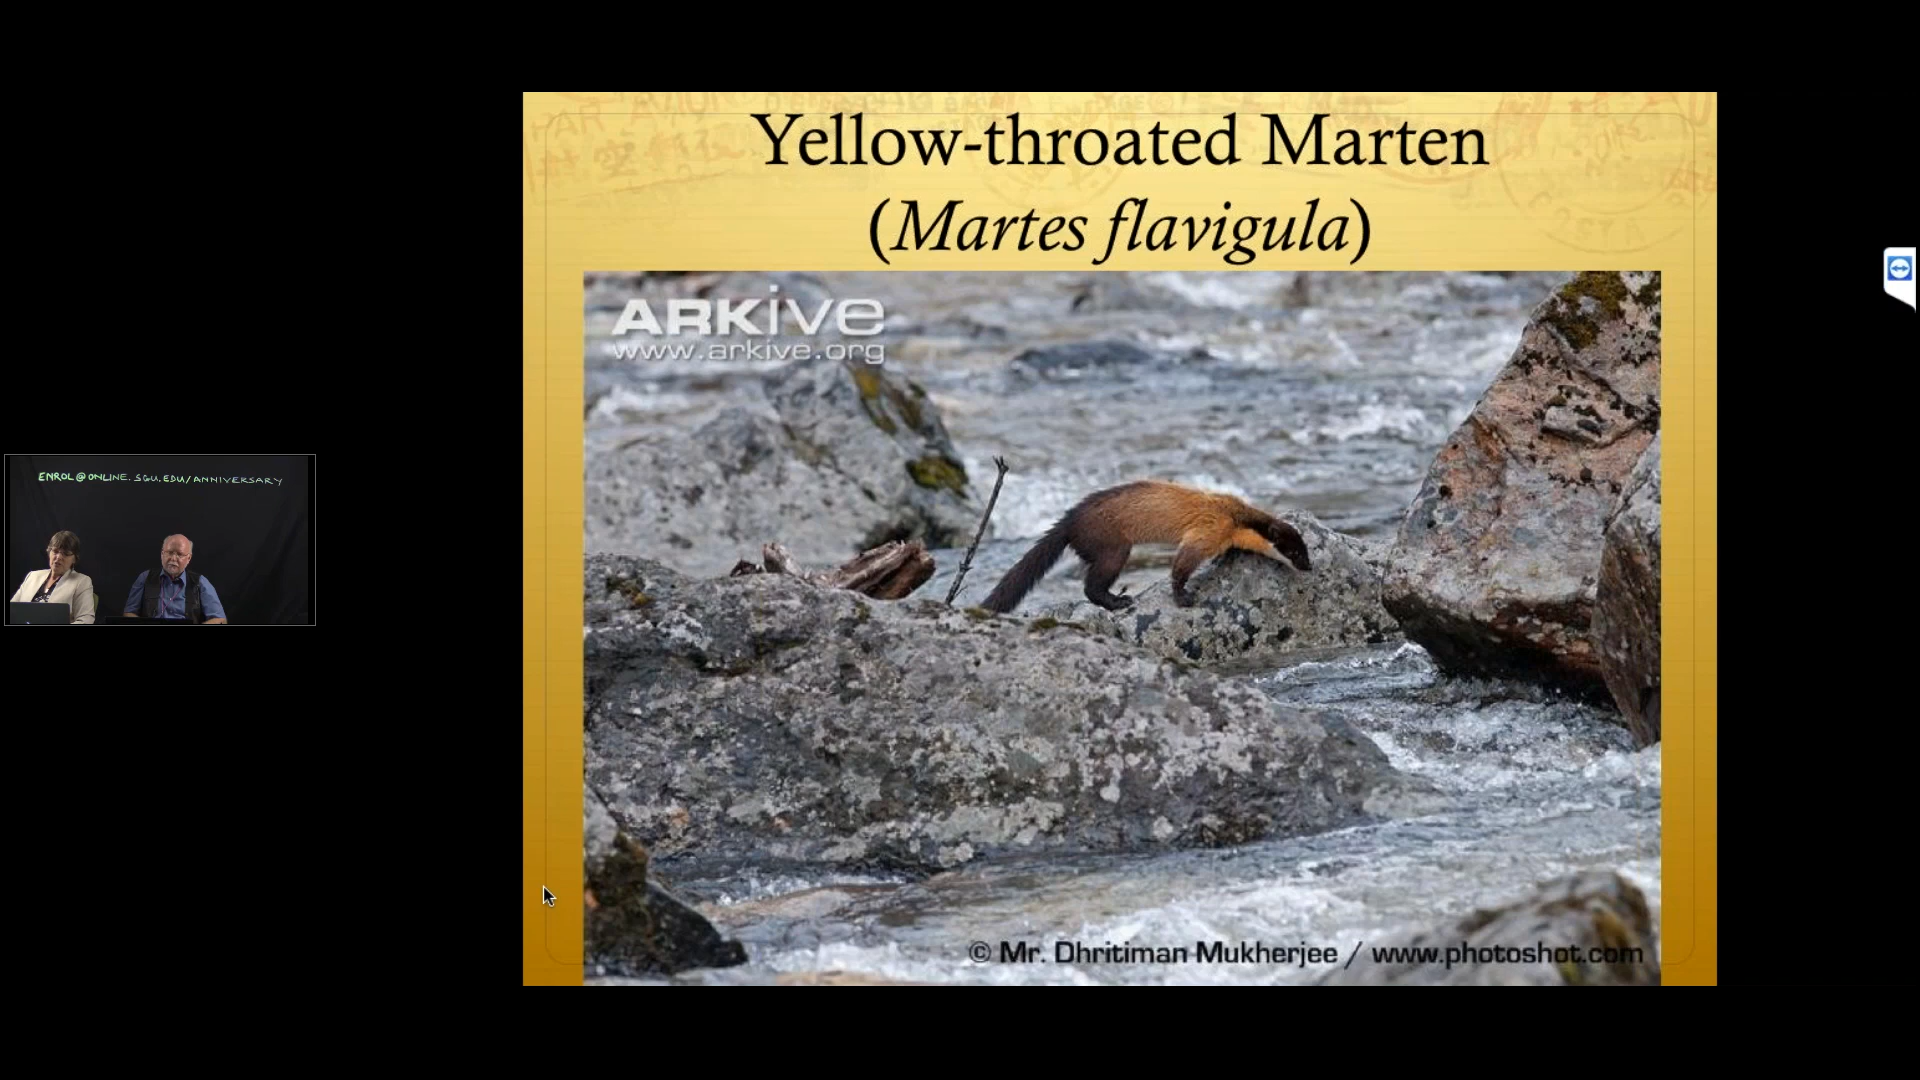 Yellow-throated Marten
(Martes flavigula)
ARKive
www.arkive.org
ENROL@ONLINE.SGU.EDU/ANNIVERSARY
© Mr. Dhritiman Mukherjee / www.photoshot.com